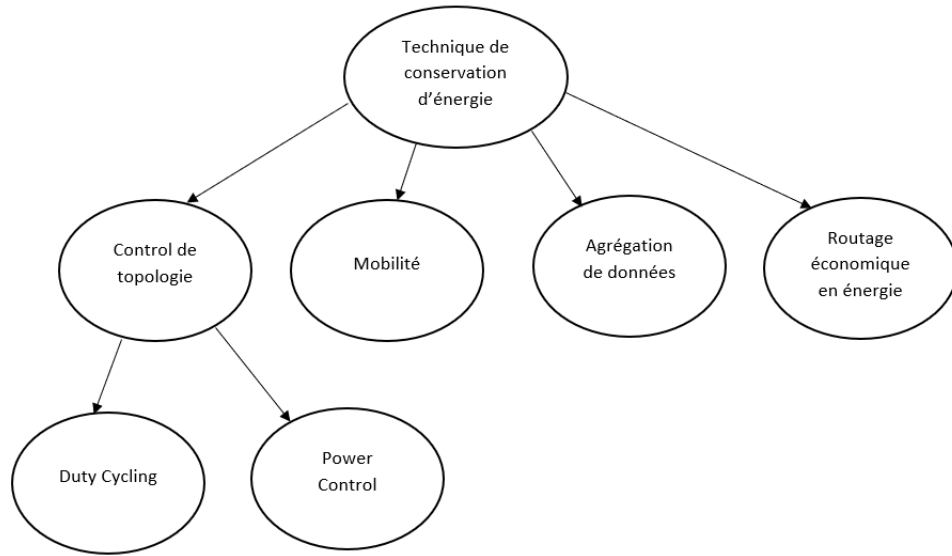 Technique de
conservation
d’énergie
Control de
topologie
Mobilité
Agrégation
de données
Routage
économique
en énergie
Duty Cycling
Power
Control